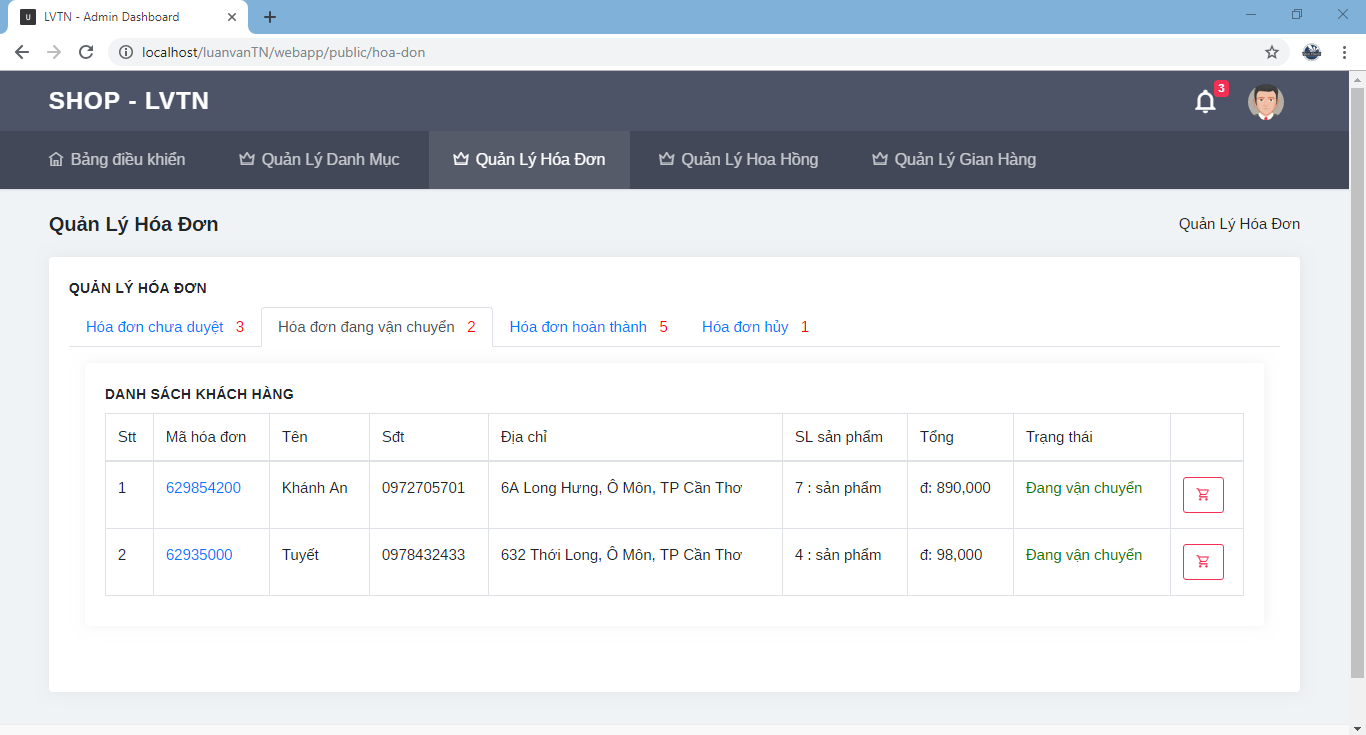 U LVTN - Admin Dashboard
localhost/luanvanTN/webapp/public/hoa-don
SHOP - LVTN
3
Bảng điều khiển Quản Lý Danh Mục Quản Lý Hóa Đơn Quản Lý Hoa Hồng Quản Lý Gian Hàng
Quản Lý Hóa Đơn Quản Lý Hóa Đơn
QUẢN LÝ HÓA ĐƠN
Hóa đơn chưa duyệt 3 Hóa đơn đang vận chuyển 2 Hóa đơn hoàn thành 5 Hóa đơn hủy 1
DANH SÁCH KHÁCH HÀNG
Stt Mã hóa đơn Tên Sđt Địa chỉ SL sản phẩm Tổng Trạng thái
1 629854200 Khánh An 0972705701 6A Long Hưng, Ô Môn, TP Cần Thơ 7 : sản phẩm đ: 890,000 Đang vận chuyển
2 62935000 Tuyết 0978432433 632 Thới Long, Ô Môn, TP Cần Thơ 4 : sản phẩm đ: 98,000 Đang vận chuyển